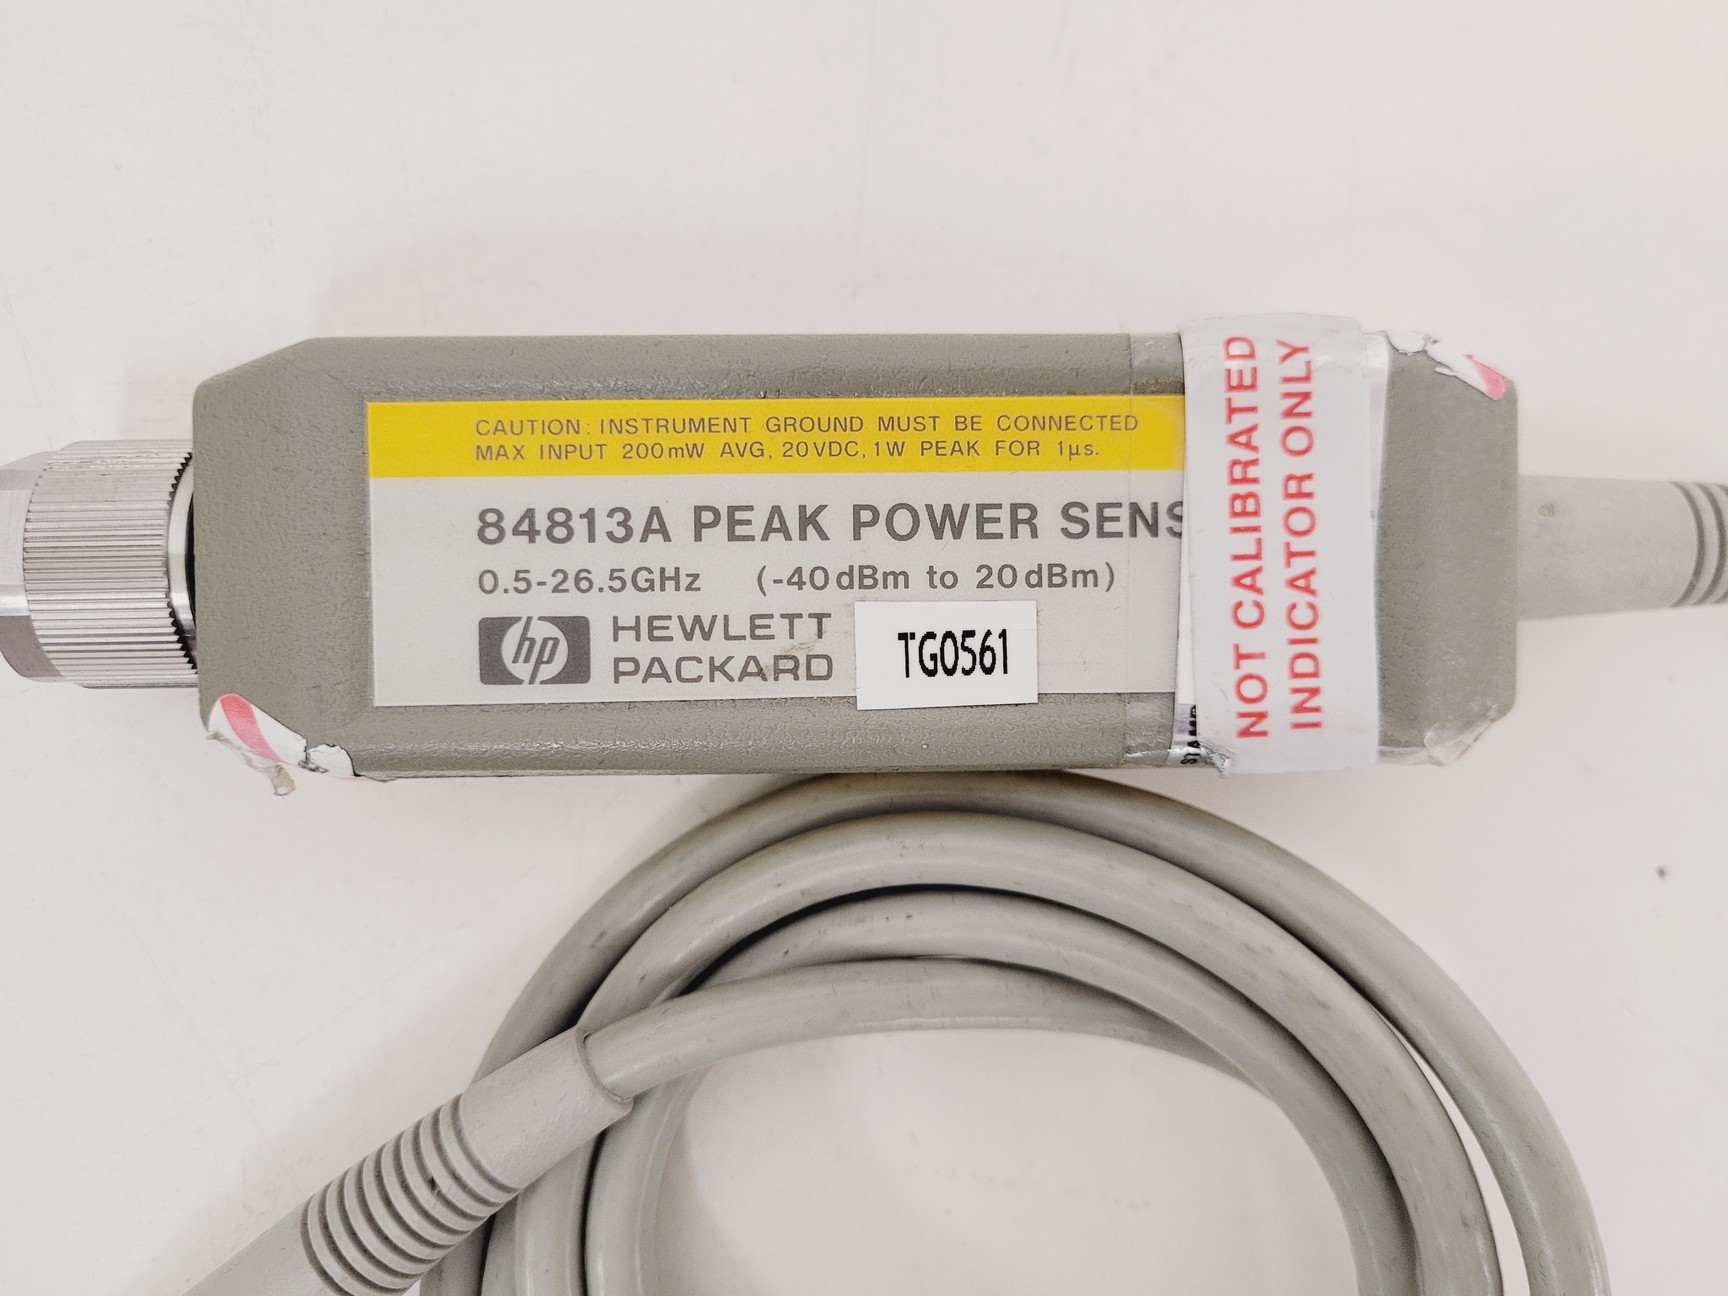 CAUTION: INSTRUMENT GROUND MUST BE CONNECTED
MAX INPUT 200mW AVG, 20VDC, 1W PEAK FOR 1µs.
84813A PEAK POWER SENS
0.5-26.5GHz (-40dBm to 20dBm)
hp HEWLETT
PACKARD
TG0561
NOT CALIBRATED
INDICATOR ONLY